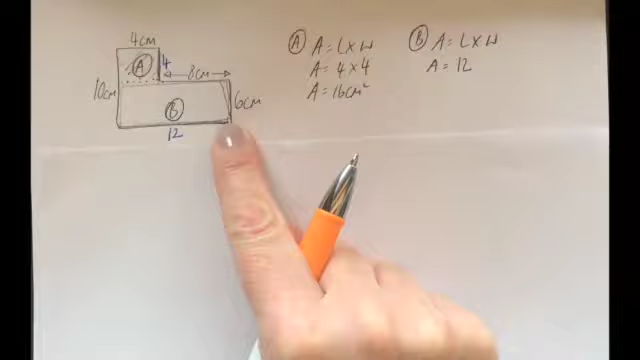 4cm
A
4
8cm
10cm
6cm
B
12
A A = L x W
A = 4 x 4
A = 16cm²
B A = L x W
A = 12